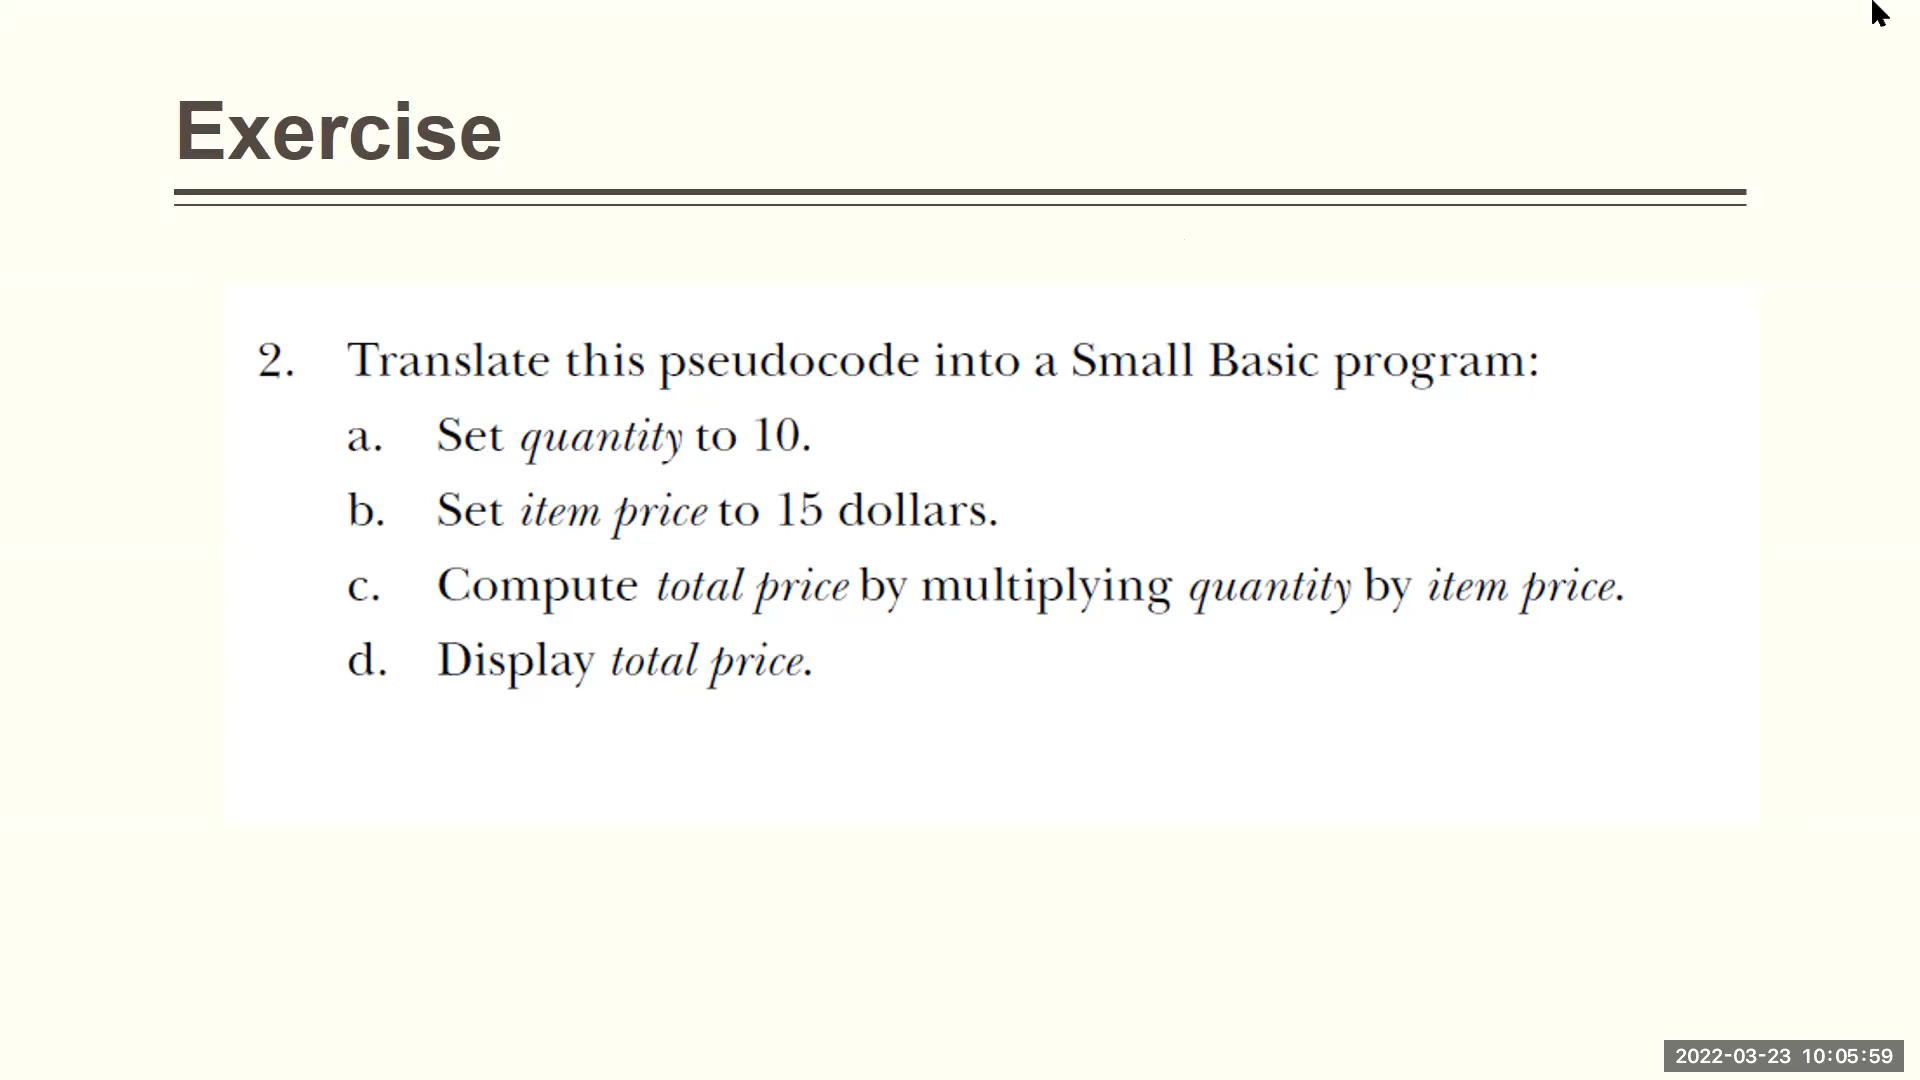 Exercise
2. Translate this pseudocode into a Small Basic program:
a. Set quantity to 10.
b. Set item price to 15 dollars.
c. Compute total price by multiplying quantity by item price.
d. Display total price.
2022-03-23 10:05:59